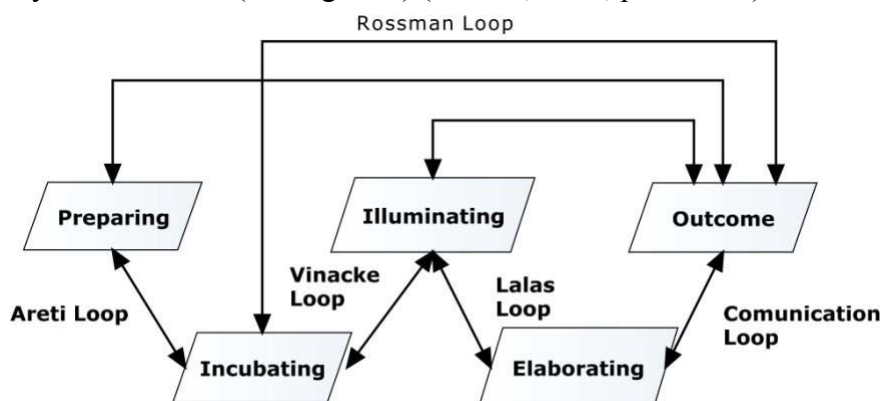 Rossman Loop
Preparing
Illuminating
Outcome
Areti Loop
Vinacke
Loop
Lalas
Loop
Comunication
Loop
Incubating
Elaborating